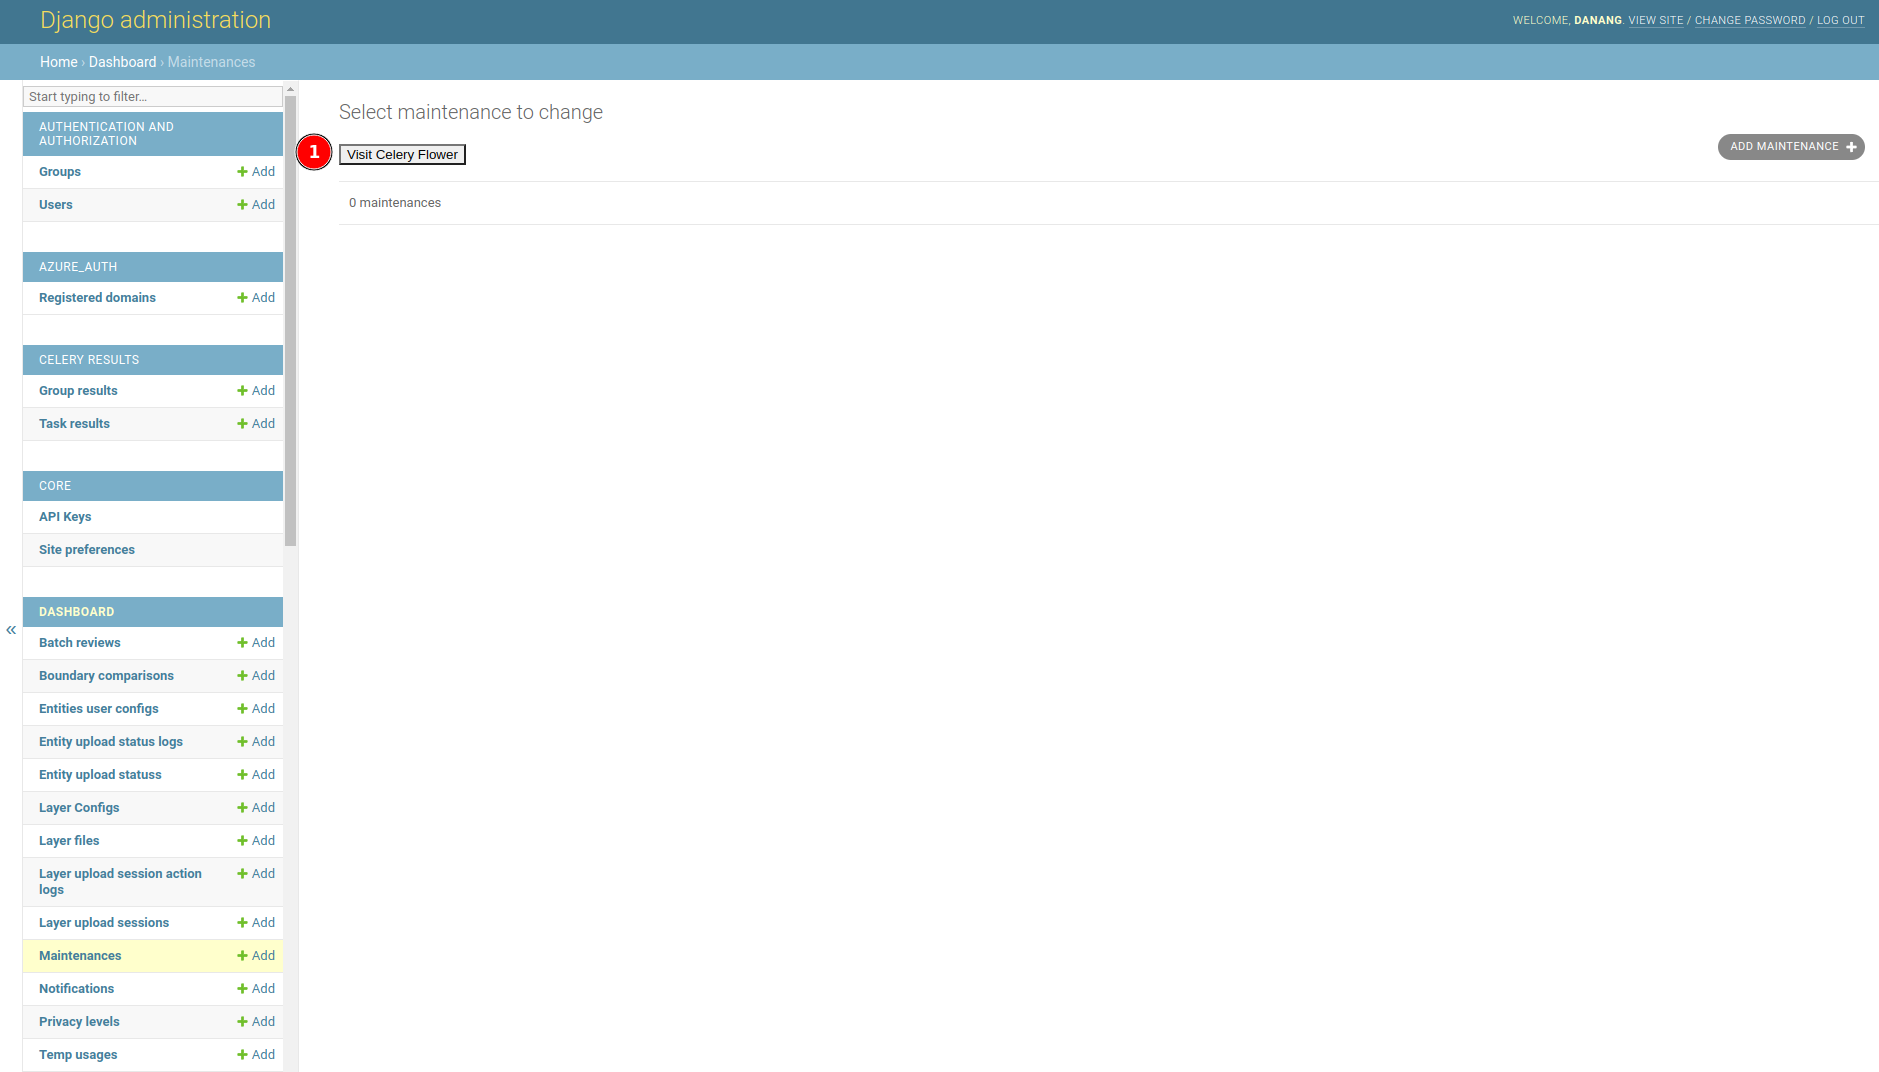 Django administration
WELCOME, DANANG. VIEW SITE / CHANGE PASSWORD / LOG OUT
Home › Dashboard › Maintenances
Start typing to filter...
AUTHENTICATION AND
AUTHORIZATION
Groups Add
Users Add
AZURE_AUTH
Registered domains Add
CELERY RESULTS
Group results Add
Task results Add
CORE
API Keys
Site preferences
DASHBOARD
Batch reviews Add
Boundary comparisons Add
Entities user configs Add
Entity upload status logs Add
Entity upload statuss Add
Layer Configs Add
Layer files Add
Layer upload session action Add
logs
Layer upload sessions Add
Maintenances Add
Notifications Add
Privacy levels Add
Temp usages Add
«
Select maintenance to change
1
Visit Celery Flower
ADD MAINTENANCE
0 maintenances